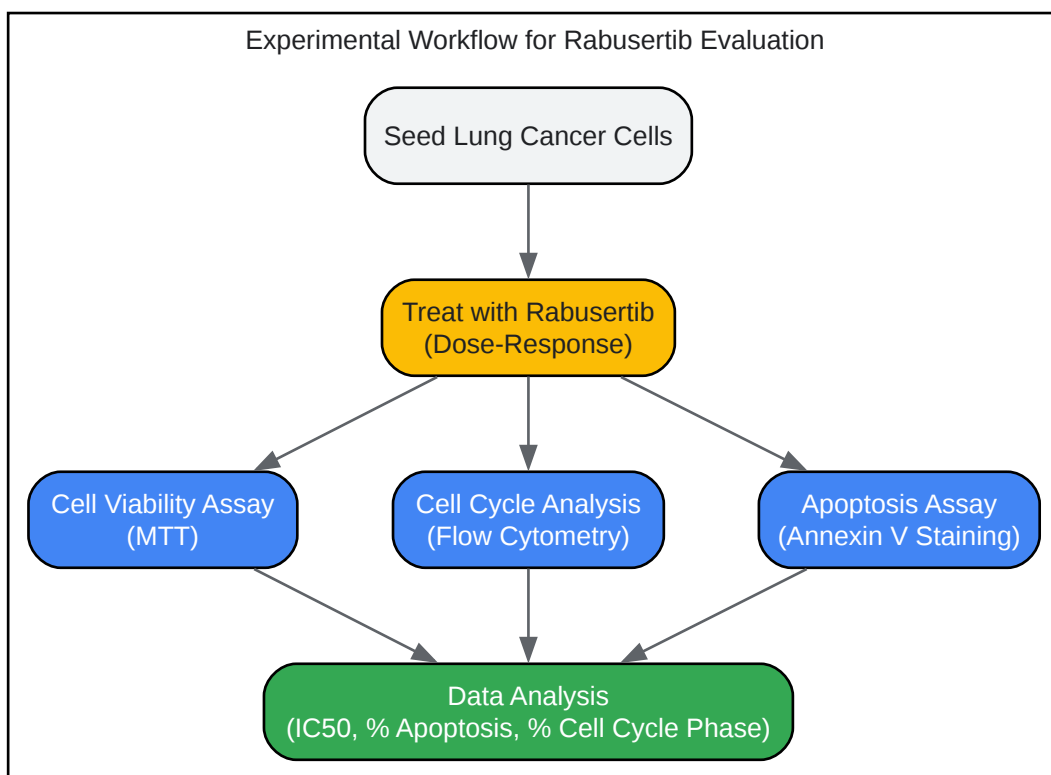 Experimental Workflow for Rabusertib Evaluation
Seed Lung Cancer Cells
Treat with Rabusertib
(Dose-Response)
Cell Viability Assay
(MTT)
Cell Cycle Analysis
(Flow Cytometry)
Apoptosis Assay
(Annexin V Staining)
Data Analysis
(IC50, % Apoptosis, % Cell Cycle Phase)